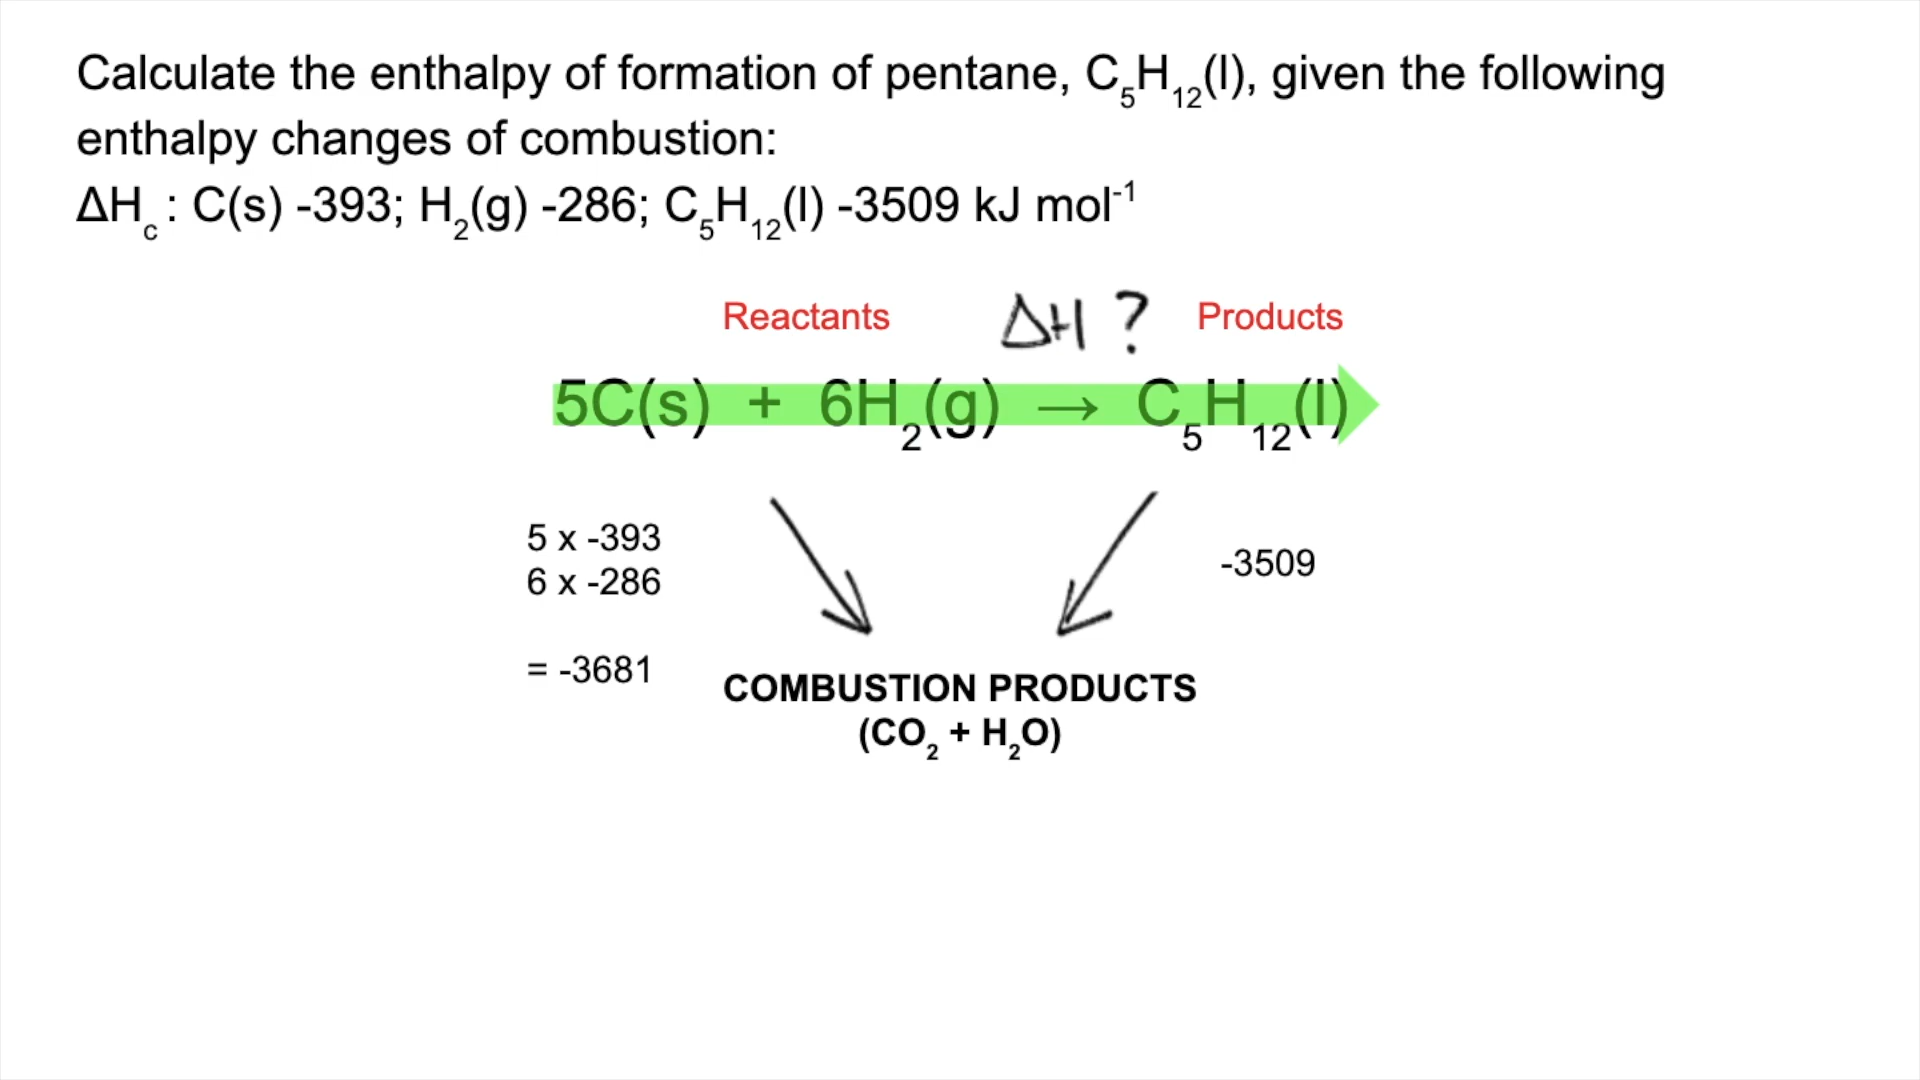 Calculate the enthalpy of formation of pentane, C₅H₁₂(l), given the following
enthalpy changes of combustion:
ΔH꜀ : C(s) -393; H₂(g) -286; C₅H₁₂(l) -3509 kJ mol⁻¹
Reactants ΔH ? Products
5C(s) + 6H₂(g) → C₅H₁₂(l)
5 x -393
6 x -286
-3509
= -3681
COMBUSTION PRODUCTS
(CO₂ + H₂O)